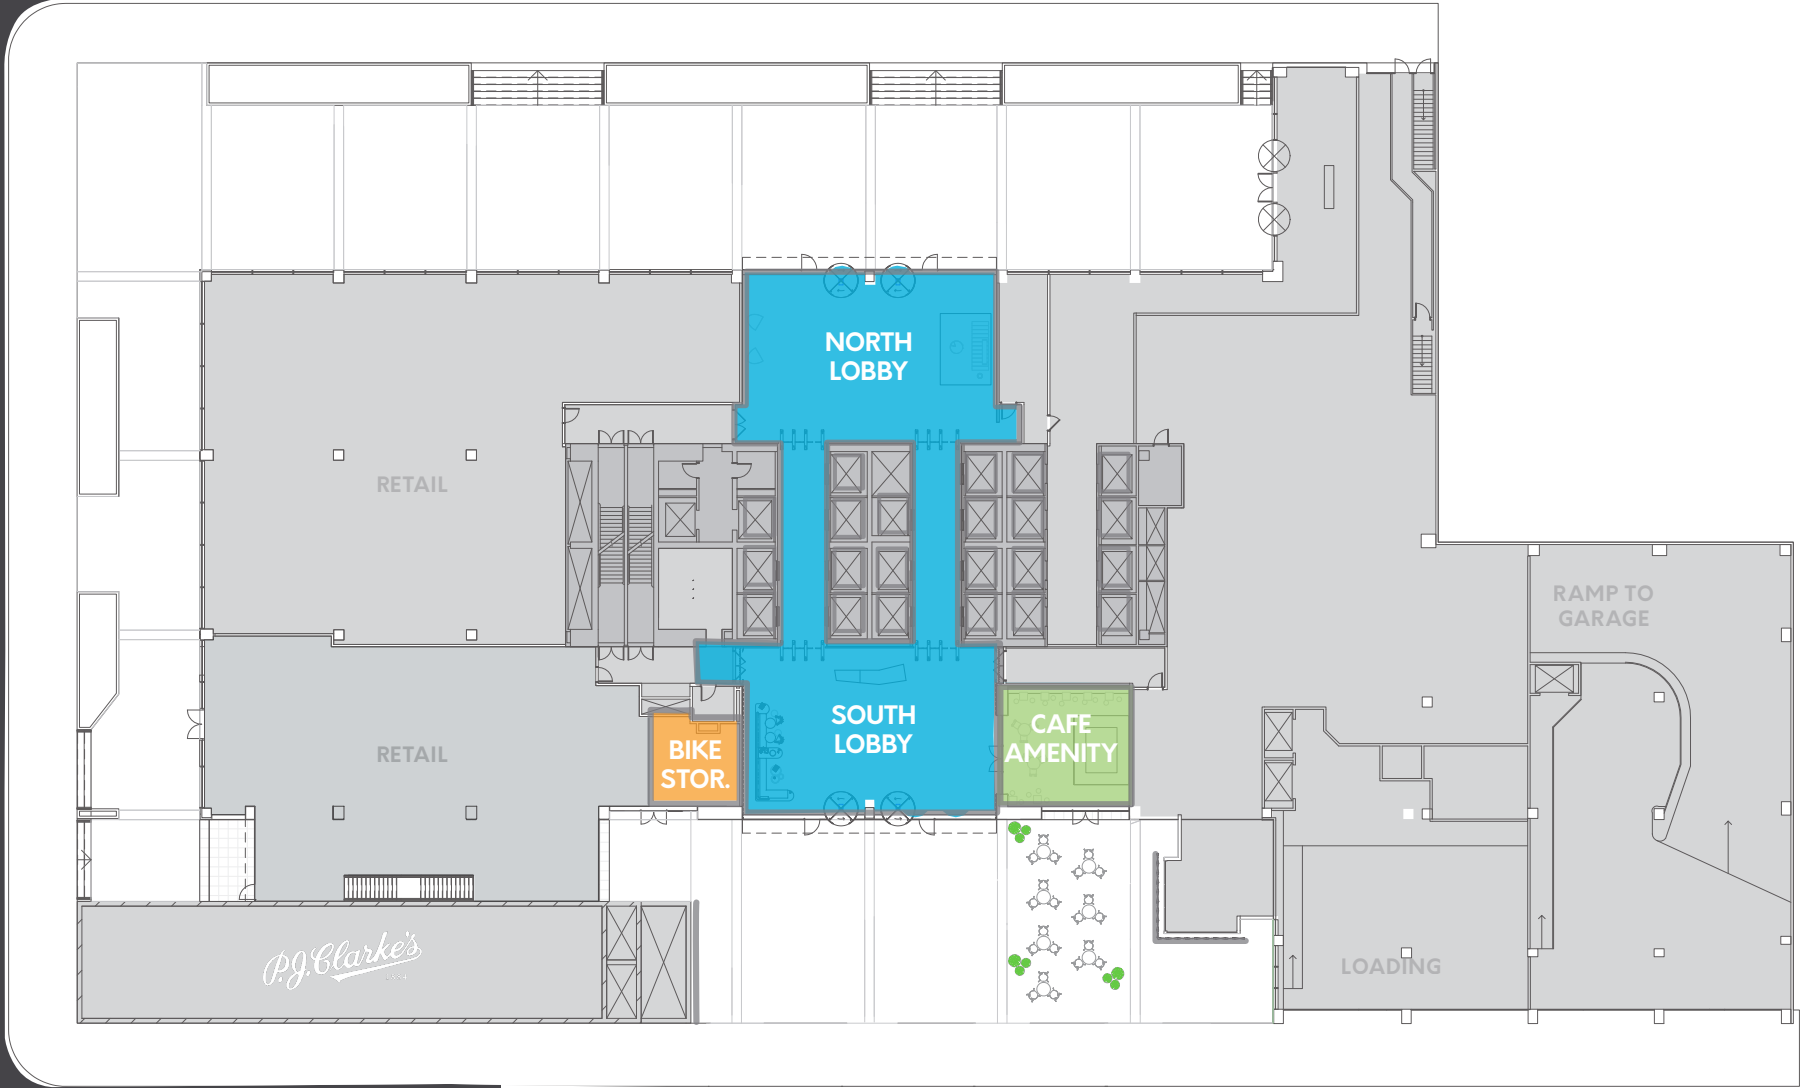 NORTH
LOBBY
RETAIL
RAMP TO
GARAGE
SOUTH
LOBBY
CAFE
AMENITY
BIKE
STOR.
RETAIL
P.J. Clarke's
LOADING